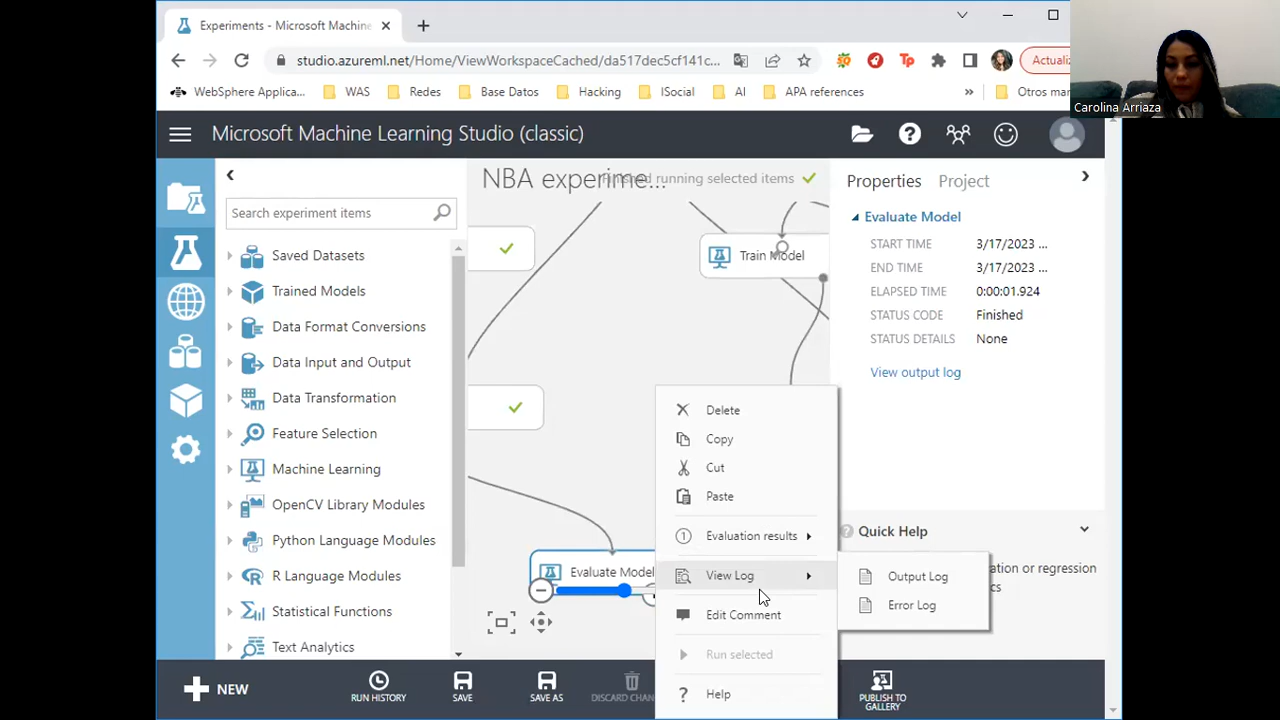 Experiments - Microsoft Machine
studio.azureml.net/Home/ViewWorkspaceCached/da517dec5cf141c...
Actualiz
WebSphere Applica...
WAS
Redes
Base Datos
Hacking
ISocial
AI
APA references
»
Otros mar
Carolina Arriaza
Microsoft Machine Learning Studio (classic)
NBA experime...
Finished running selected items
Properties
Project
Search experiment items
Saved Datasets
Trained Models
Data Format Conversions
Data Input and Output
Data Transformation
Feature Selection
Machine Learning
OpenCV Library Modules
Python Language Modules
R Language Modules
Statistical Functions
Text Analytics
Train Model
Evaluate Model
Delete
Copy
Cut
Paste
1 Evaluation results
View Log
Edit Comment
Run selected
? Help
Output Log
Error Log
Evaluate Model
START TIME 3/17/2023 ...
END TIME 3/17/2023 ...
ELAPSED TIME 0:00:01.924
STATUS CODE Finished
STATUS DETAILS None
View output log
Quick Help
ation or regression
cs
NEW
RUN HISTORY
SAVE
SAVE AS
DISCARD CHAN
PUBLISH TO
GALLERY